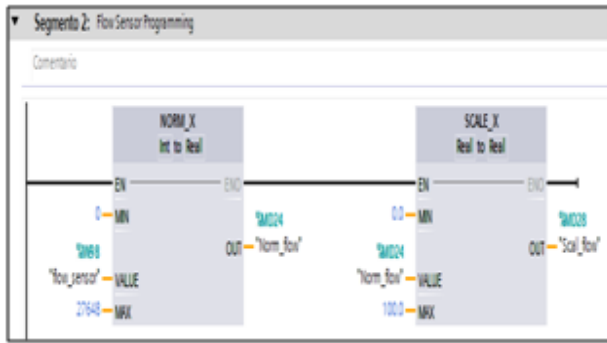 Segmento 2: Flow Sensor Programming
Comentario
NORM_X
Int to Real
EN
ENO
0
MIN
%MD24
OUT
"Norm_flow"
"flow_sensor"
VALUE
27648
MAX
SCALE_X
Real to Real
EN
ENO
0.0
MIN
%MD28
OUT
"Scal_flow"
%MD24
"Norm_flow"
VALUE
100.0
MAX